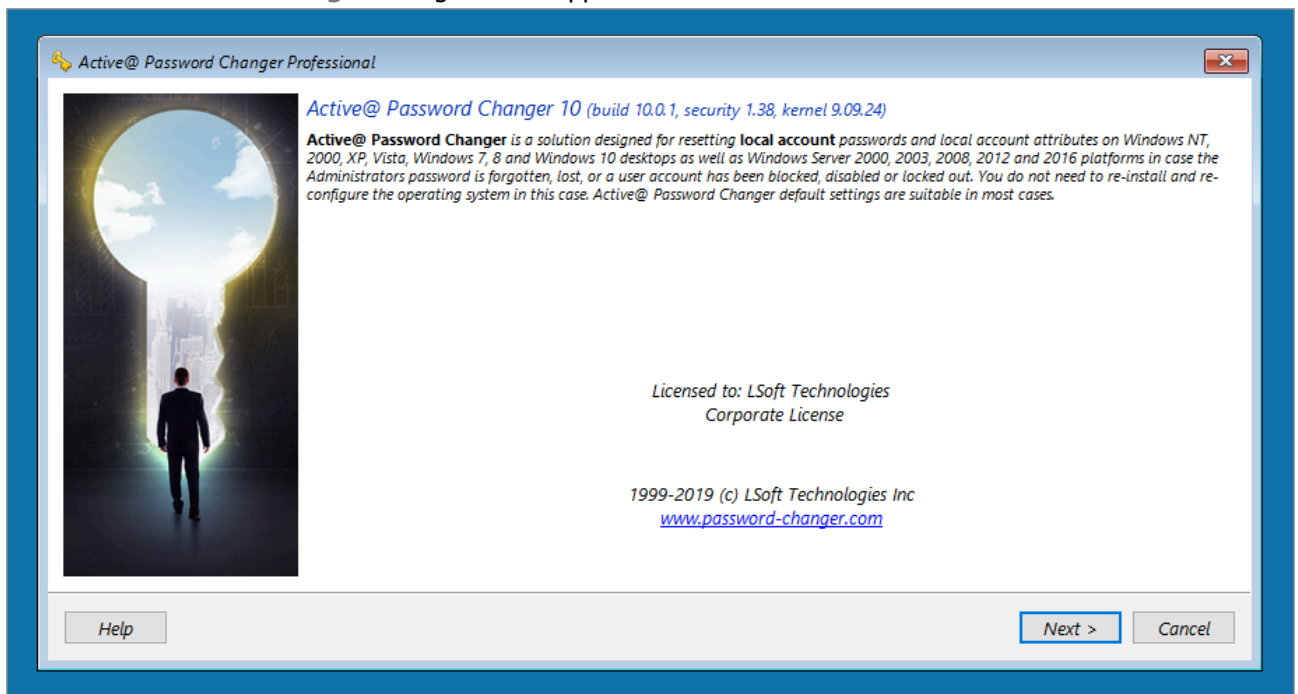 Active@ Password Changer Professional
Active@ Password Changer 10 (build 10.0.1, security 1.38, kernel 9.09.24)
Active@ Password Changer is a solution designed for resetting local account passwords and local account attributes on Windows NT,
2000, XP, Vista, Windows 7, 8 and Windows 10 desktops as well as Windows Server 2000, 2003, 2008, 2012 and 2016 platforms in case the
Administrators password is forgotten, lost, or a user account has been blocked, disabled or locked out. You do not need to re-install and re-
configure the operating system in this case. Active@ Password Changer default settings are suitable in most cases.
Licensed to: LSoft Technologies
Corporate License
1999-2019 (c) LSoft Technologies Inc
www.password-changer.com
Help
Next >
Cancel